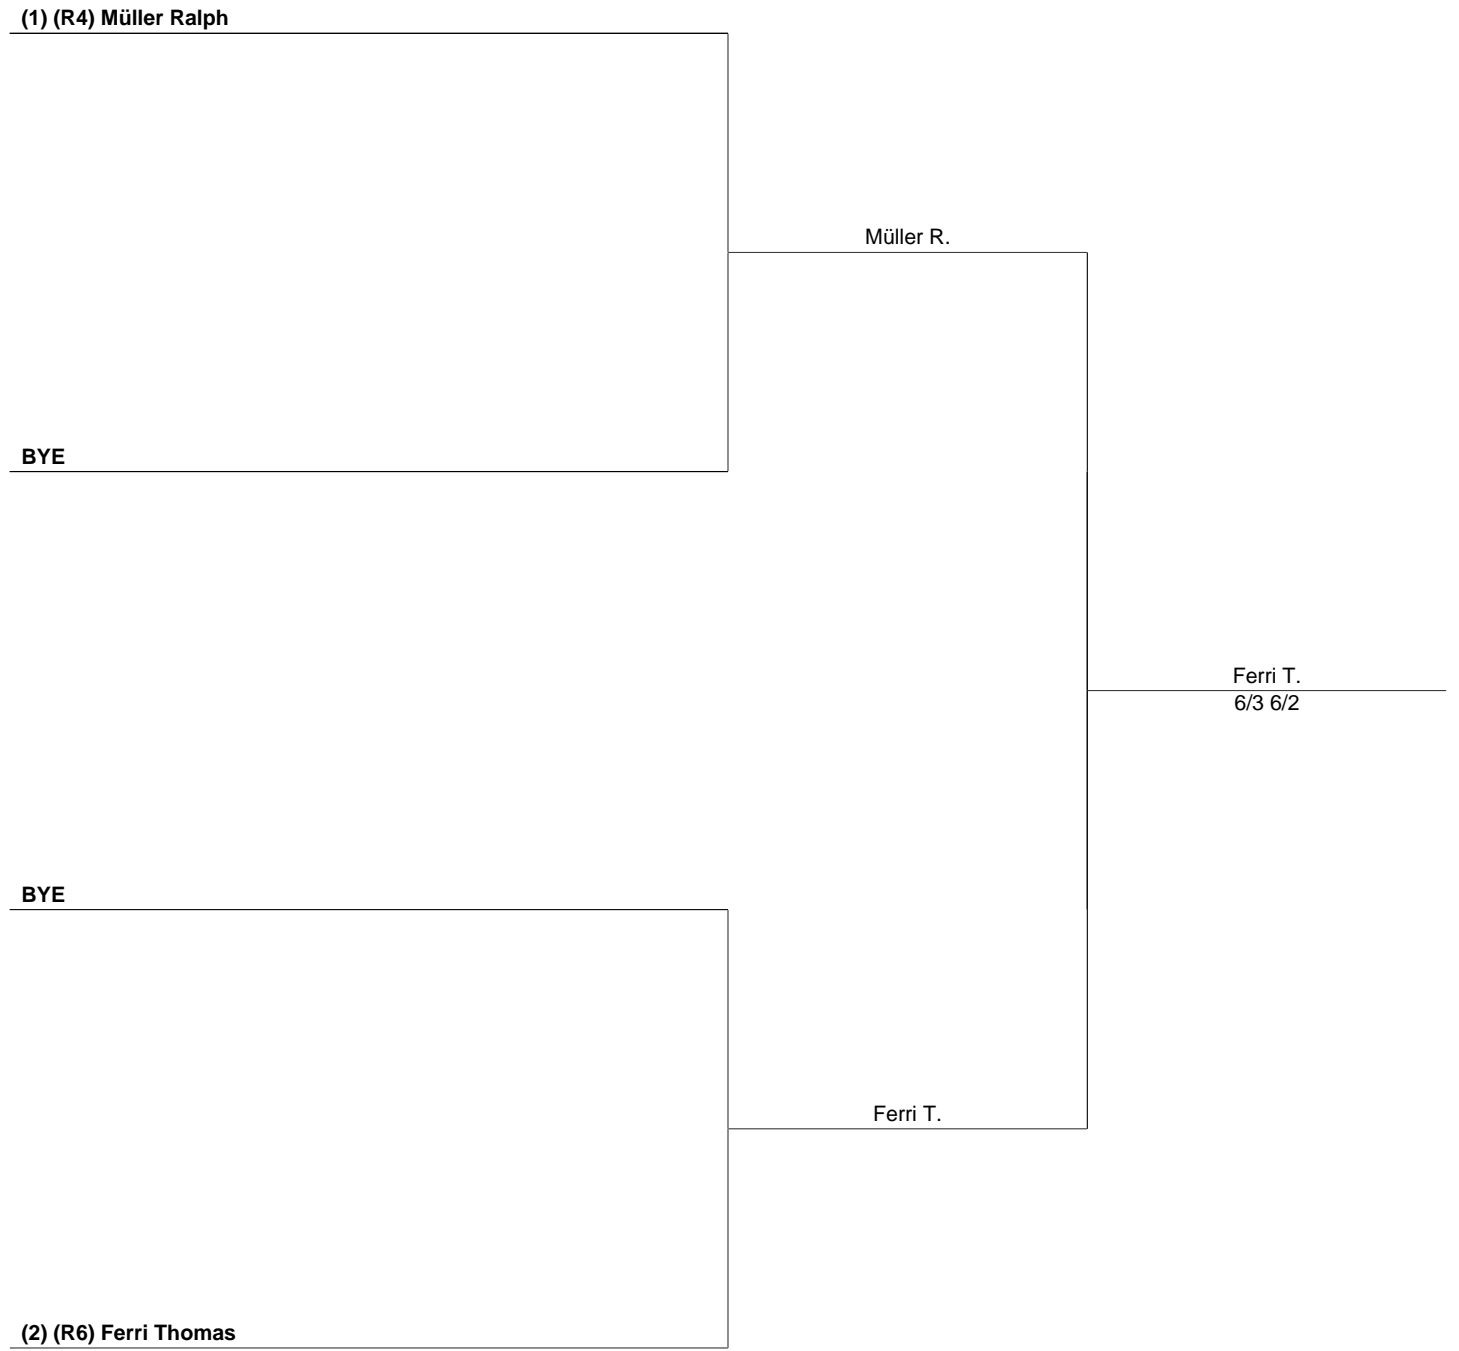 (1) (R4) Müller Ralph
Müller R.
BYE
Ferri T.
6/3 6/2
BYE
Ferri T.
(2) (R6) Ferri Thomas